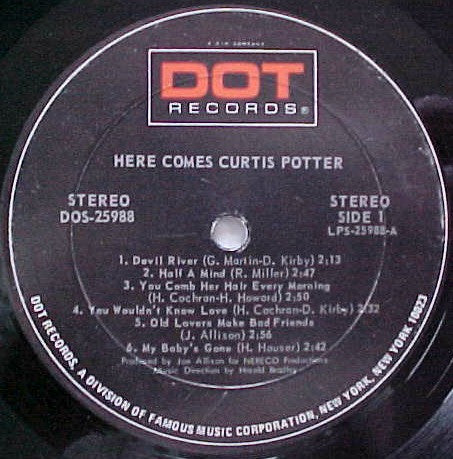 DOT
RECORDS®
HERE COMES CURTIS POTTER
STEREO
DOS-25988
STEREO
SIDE 1
LPS-25988-A
1. Devil River (G. Martin-D. Kirby) 2:13
2. Half A Mind (R. Miller) 2:47
3. You Comb Her Hair Every Morning
(H. Cochran-H. Howard) 2:50
4. You Wouldn't Know Love (H. Cochran-D. Kirby) 2:32
5. Old Lovers Make Bad Friends
(J. Allison) 2:56
6. My Baby's Gone (H. Houser) 2:42
Produced by Joe Allison for NERECO Productions
Music Direction by Harold Bradley
DOT RECORDS, A DIVISION OF FAMOUS MUSIC CORPORATION, NEW YORK, NEW YORK 10023